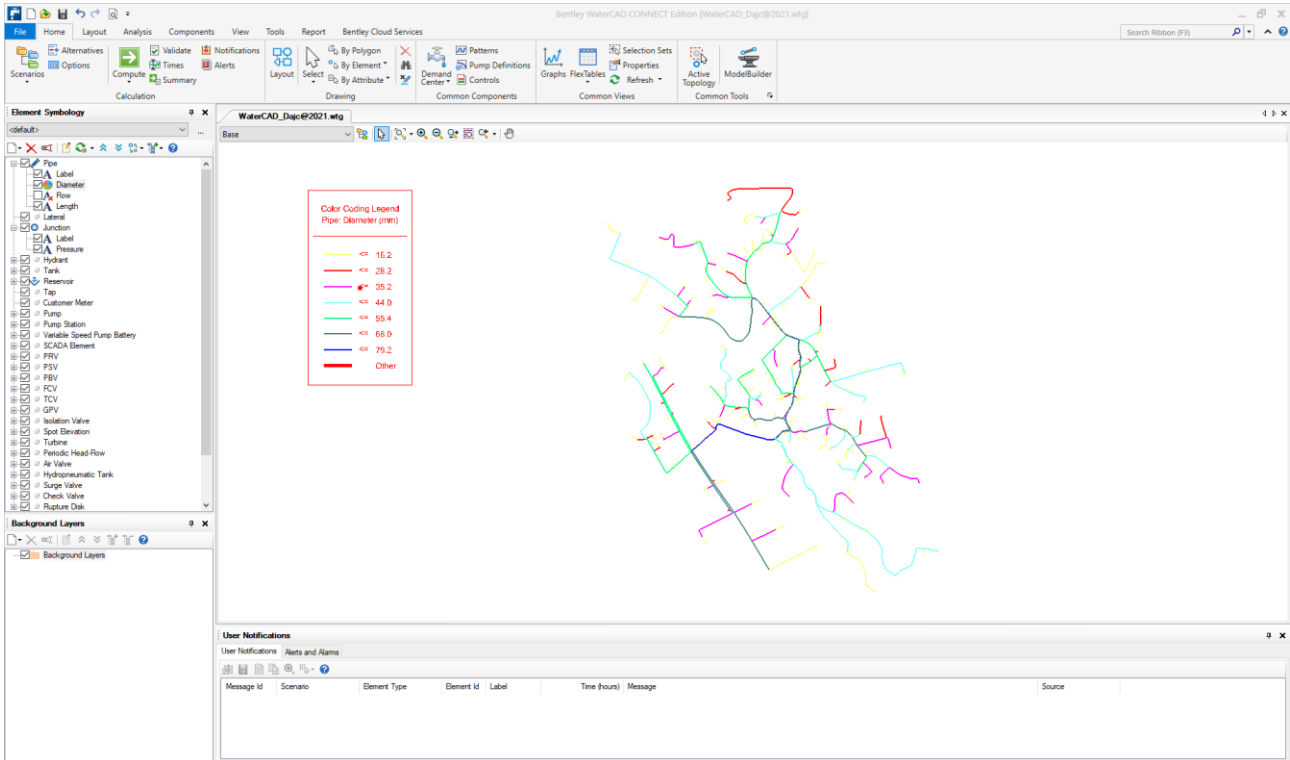 Bentley WaterCAD CONNECT Edition [WaterCAD_Dajc@2021.wtg]
File Home Layout Analysis Components View Tools Report Bentley Cloud Services Search Ribbon (F3)
Scenarios Alternatives Options Compute Validate Times Summary Notifications Alerts
Calculation
Layout Select By Polygon By Element By Attribute
Drawing
Demand Center Patterns Pump Definitions Controls
Common Components
Graphs FlexTables Selection Sets Properties Refresh
Common Views
Active Topology ModelBuilder
Common Tools
Element Symbology
<default>
Pipe
Label
Diameter
Flow
Length
Lateral
Junction
Label
Pressure
Hydrant
Tank
Reservoir
Tap
Customer Meter
Pump
Pump Station
Variable Speed Pump Battery
SCADA Element
PRV
PSV
PBV
FCV
TCV
GPV
Isolation Valve
Spot Elevation
Turbine
Periodic Head-Flow
Air Valve
Hydropneumatic Tank
Surge Valve
Check Valve
Rupture Disk
Background Layers
Background Layers
WaterCAD_Dajc@2021.wtg
Base
Color Coding Legend
Pipe: Diameter (mm)
<= 16.2
<= 28.2
<= 35.2
<= 44.0
<= 55.4
<= 66.0
<= 79.2
Other
User Notifications
User Notifications Alerts and Alarms
Message Id Scenario Element Type Element Id Label Time (hours) Message Source